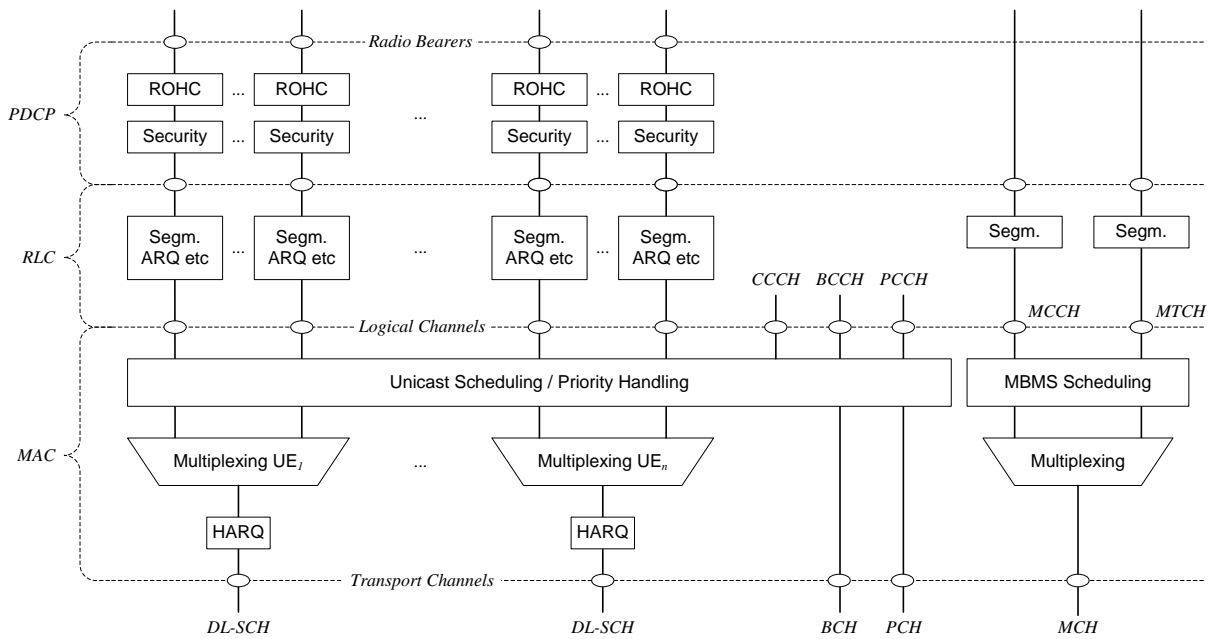 Radio Bearers
ROHC ... ROHC ROHC ... ROHC
PDCP
...
Security ... Security Security ... Security
Segm. ARQ etc ... Segm. ARQ etc ... Segm. ARQ etc ... Segm. ARQ etc
Segm. Segm.
RLC
CCCH BCCH PCCH
MCCH MTCH
Logical Channels
Unicast Scheduling / Priority Handling MBMS Scheduling
MAC
Multiplexing UE1 ... Multiplexing UEn Multiplexing
HARQ HARQ
Transport Channels
DL-SCH DL-SCH BCH PCH MCH